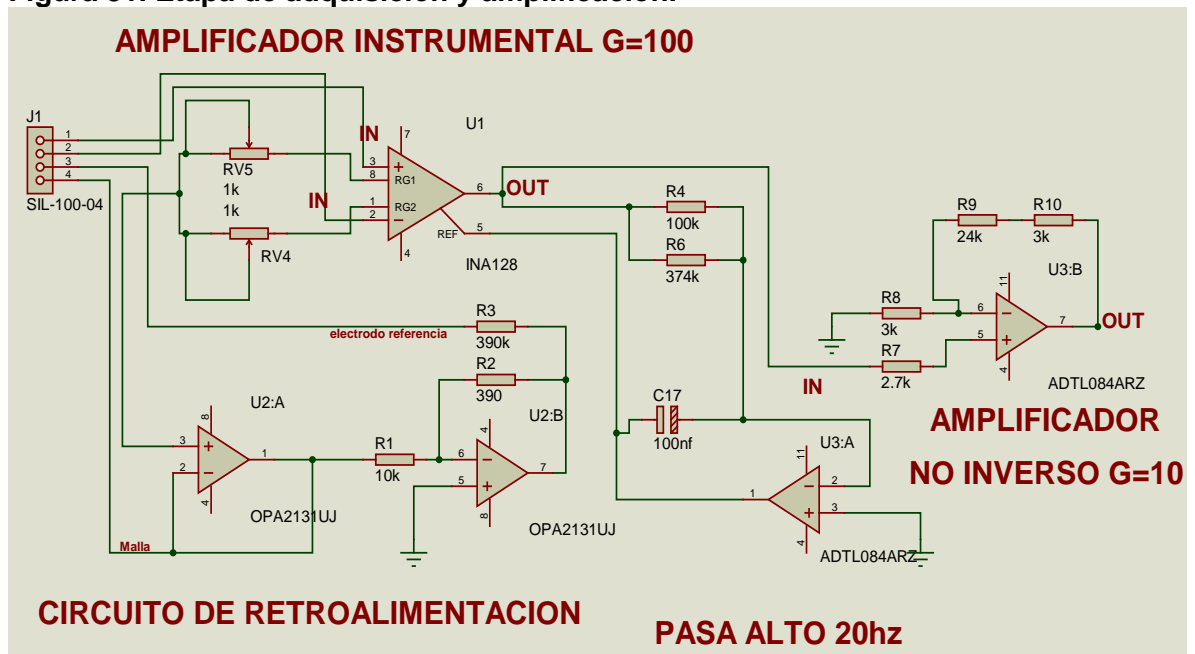 Figura 31. Etapa de adquisición y amplificación.
AMPLIFICADOR INSTRUMENTAL G=100
J1
1
2
3
4
SIL-100-04
RV5
1k
1k
RV4
IN
IN
U1
7
3
8
1
2
+
RG1
RG2
−
REF
4
6
5
OUT
INA128
R4
100k
R6
374k
R9
24k
R10
3k
U3:B
11
R8
3k
6
5
7
OUT
R7
2.7k
4
IN
ADTL084ARZ
electrodo referencia
R3
390k
R2
390
U2:A
8
3
2
1
4
OPA2131UJ
R1
10k
U2:B
4
6
5
7
8
OPA2131UJ
Malla
C17
100nf
U3:A
11
1
2
3
4
ADTL084ARZ
AMPLIFICADOR
NO INVERSO G=10
CIRCUITO DE RETROALIMENTACION
PASA ALTO 20hz